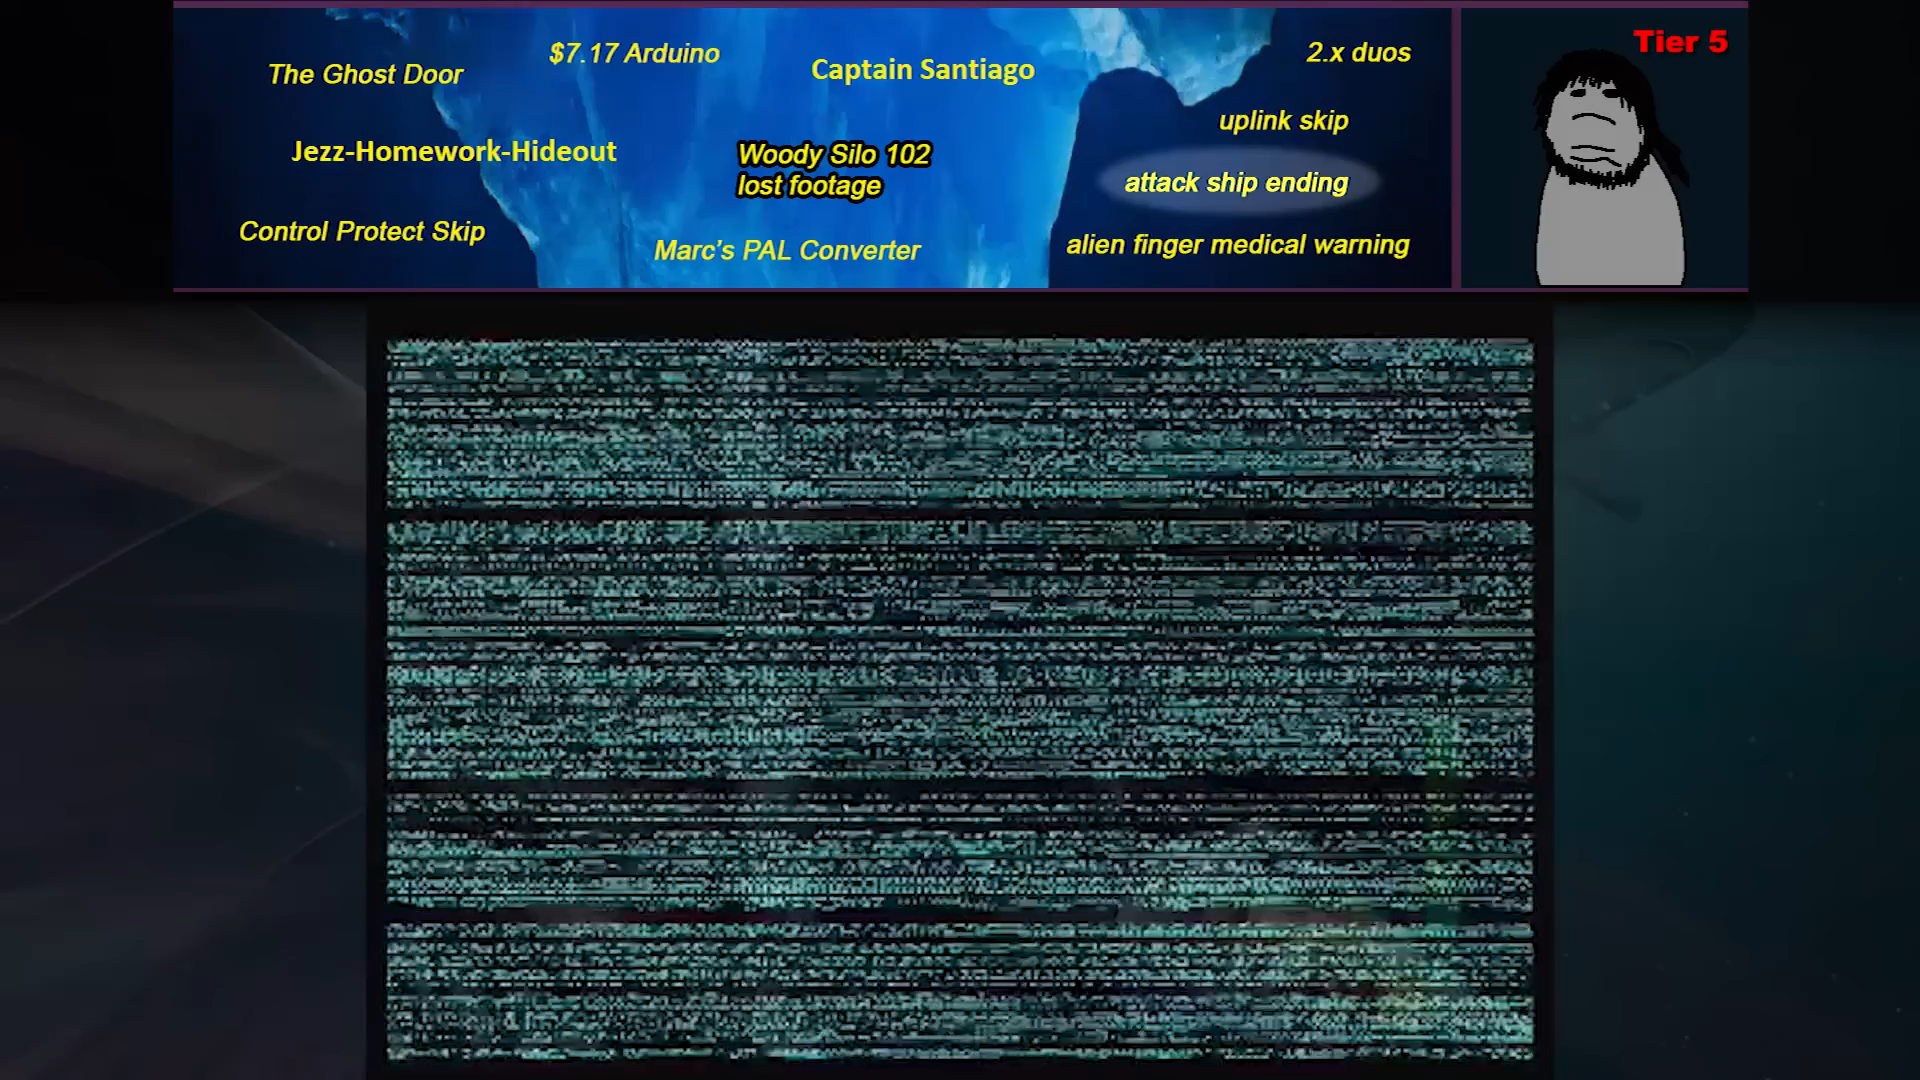 The Ghost Door
$7.17 Arduino
Captain Santiago
2.x duos
Tier 5
uplink skip
Jezz-Homework-Hideout
Woody Silo 102
lost footage
attack ship ending
Control Protect Skip
Marc's PAL Converter
alien finger medical warning